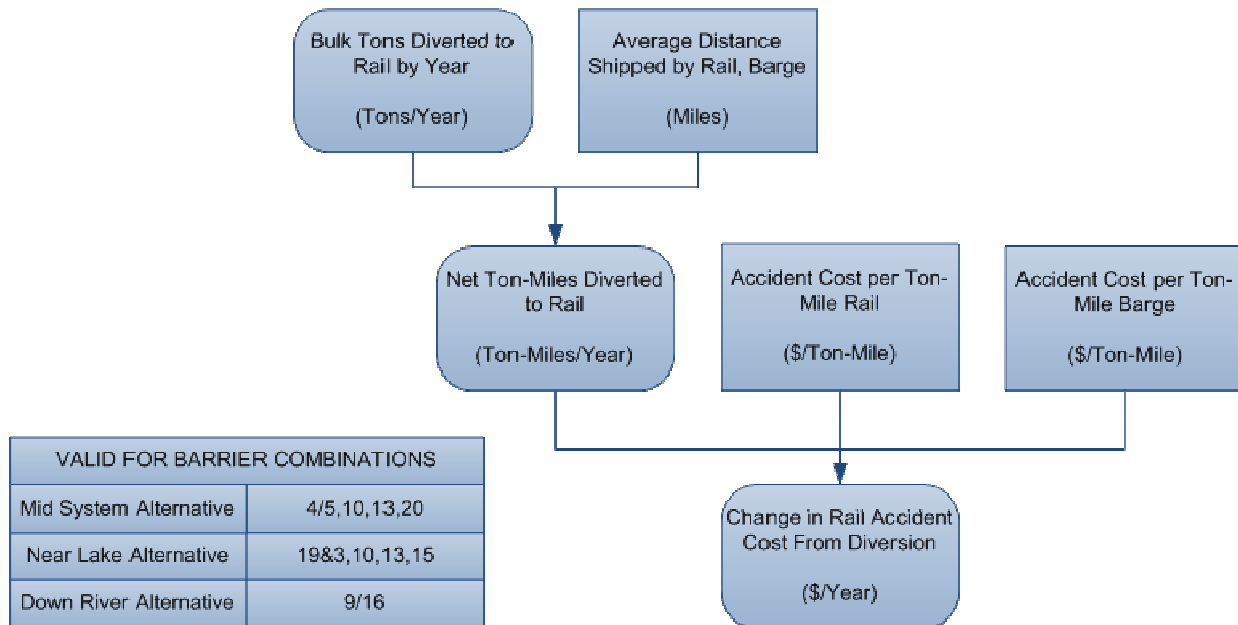 Bulk Tons Diverted to
Rail by Year
(Tons/Year)
Average Distance
Shipped by Rail, Barge
(Miles)
Net Ton-Miles Diverted
to Rail
(Ton-Miles/Year)
Accident Cost per Ton-
Mile Rail
($/Ton-Mile)
Accident Cost per Ton-
Mile Barge
($/Ton-Mile)
VALID FOR BARRIER COMBINATIONS
Mid System Alternative 4/5,10,13,20
Near Lake Alternative 19&3,10,13,15
Down River Alternative 9/16
Change in Rail Accident
Cost From Diversion
($/Year)